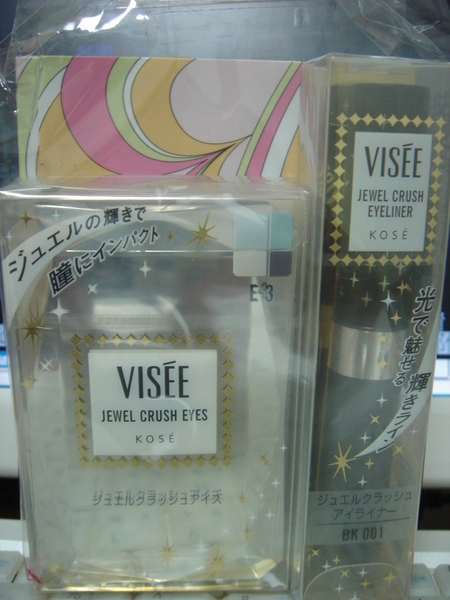 ジュエルの輝きで
瞳にインパクト
VISÉE
JEWEL CRUSH EYES
KOSÉ
ジュエルクラッシュアイズ
VISÉE
JEWEL CRUSH
EYELINER
KOSÉ
光で魅せる
輝きライン
ジュエルクラッシュ
アイライナー
BK 001